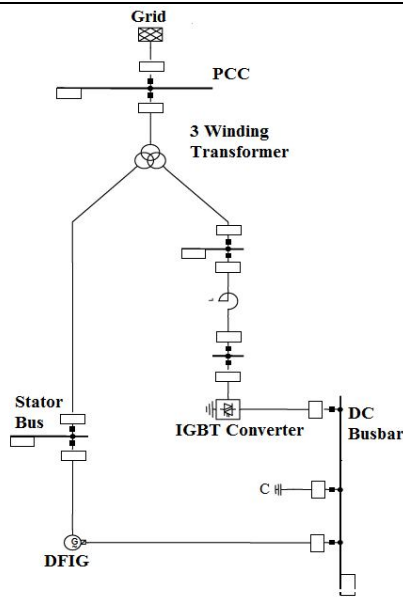 Grid
PCC
3 Winding
Transformer
Stator
Bus
IGBT Converter
DC
Busbar
C
G
DFIG